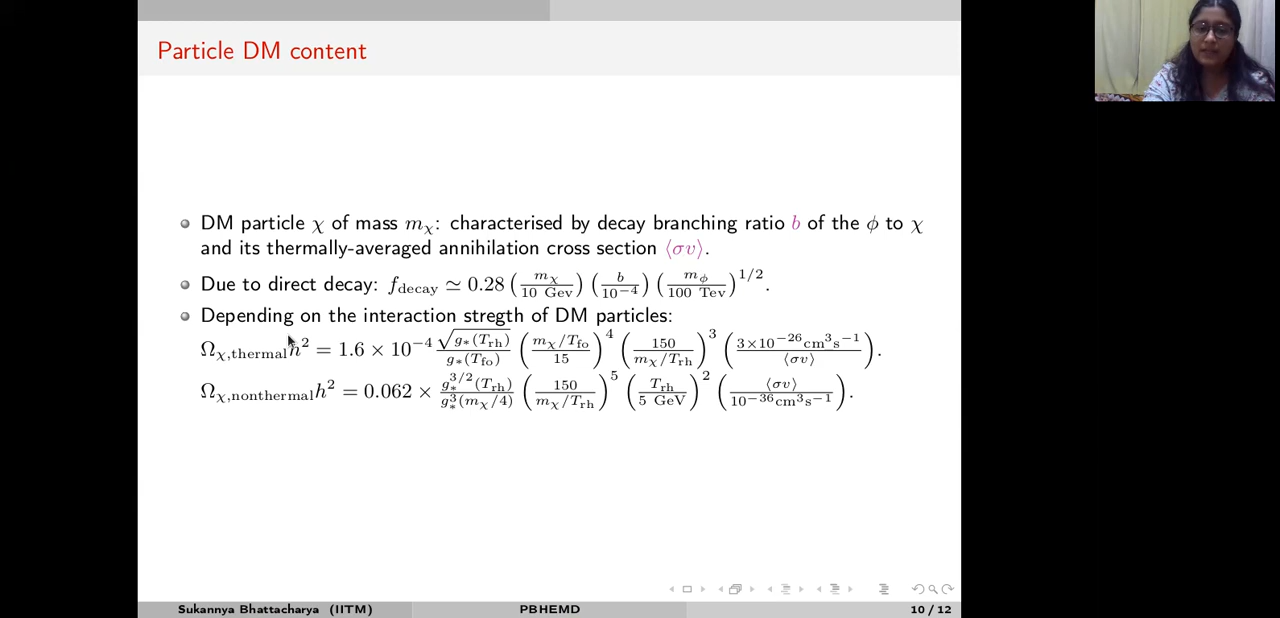 Particle DM content
DM particle χ of mass m_χ: characterised by decay branching ratio b of the ϕ to χ
and its thermally-averaged annihilation cross section ⟨σv⟩.
Due to direct decay: f_decay ≃ 0.28 (m_χ / 10 Gev) (b / 10^−4) (m_ϕ / 100 Tev)^1/2.
Depending on the interaction stregth of DM particles:
Ω_χ,thermal h^2 = 1.6 × 10^−4 √g_*(T_rh) / g_*(T_fo) (m_χ/T_fo / 15)^4 (150 / m_χ/T_rh)^3 (3×10^−26 cm^3 s^−1 / ⟨σv⟩).
Ω_χ,nonthermal h^2 = 0.062 × g_*^3/2(T_rh) / g_*^3(m_χ/4) (150 / m_χ/T_rh)^5 (T_rh / 5 GeV)^2 (⟨σv⟩ / 10^−36 cm^3 s^−1).
Sukannya Bhattacharya (IITM) PBHEMD 10 / 12